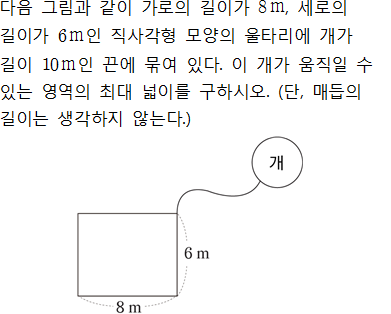 다음 그림과 같이 가로의 길이가 8m, 세로의
길이가 6m인 직사각형 모양의 울타리에 개가
길이 10m인 끈에 묶여 있다. 이 개가 움직일 수
있는 영역의 최대 넓이를 구하시오. (단, 매듭의
길이는 생각하지 않는다.)
개
6 m
8 m